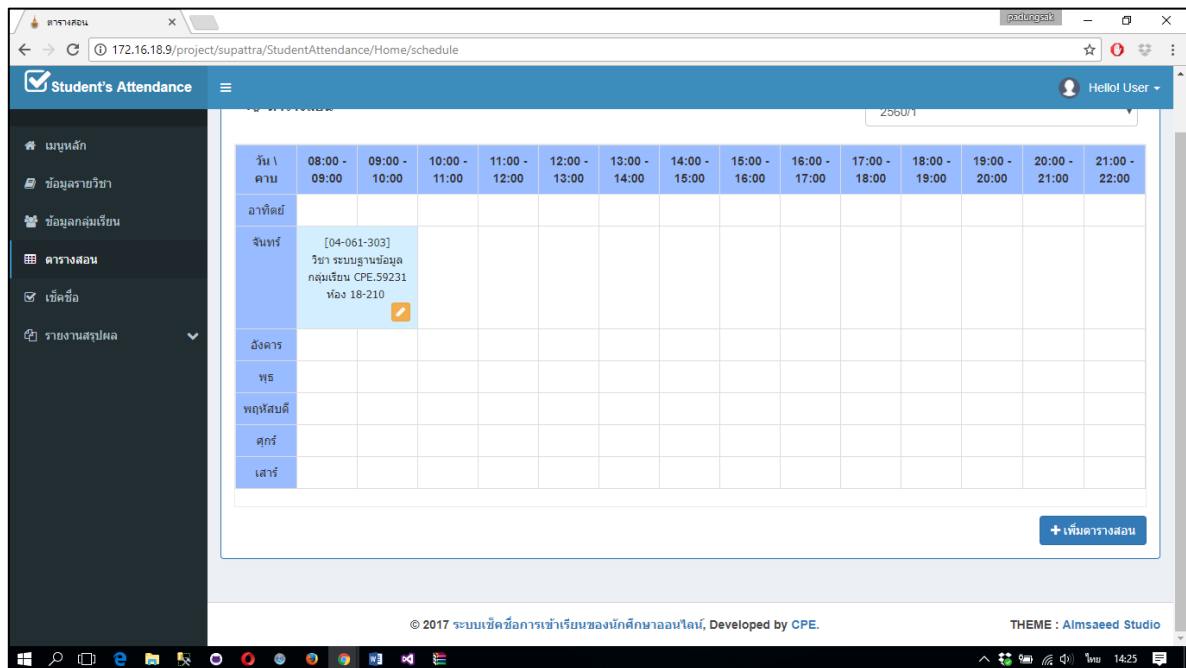 ตารางสอน
padungsak
172.16.18.9/project/supattra/StudentAttendance/Home/schedule
Student's Attendance
Hello! User
2560/1
เมนูหลัก
ข้อมูลรายวิชา
ข้อมูลกลุ่มเรียน
ตารางสอน
เช็คชื่อ
รายงานสรุปผล
วัน \ คาบ 08:00 - 09:00 09:00 - 10:00 10:00 - 11:00 11:00 - 12:00 12:00 - 13:00 13:00 - 14:00 14:00 - 15:00 15:00 - 16:00 16:00 - 17:00 17:00 - 18:00 18:00 - 19:00 19:00 - 20:00 20:00 - 21:00 21:00 - 22:00
อาทิตย์
จันทร์
[04-061-303]
วิชา ระบบฐานข้อมูล
กลุ่มเรียน CPE.59231
ห้อง 18-210
อังคาร
พุธ
พฤหัสบดี
ศุกร์
เสาร์
+ เพิ่มตารางสอน
© 2017 ระบบเช็คชื่อการเข้าเรียนของนักศึกษาออนไลน์, Developed by CPE.
THEME : Almsaeed Studio
ไทย 14:25